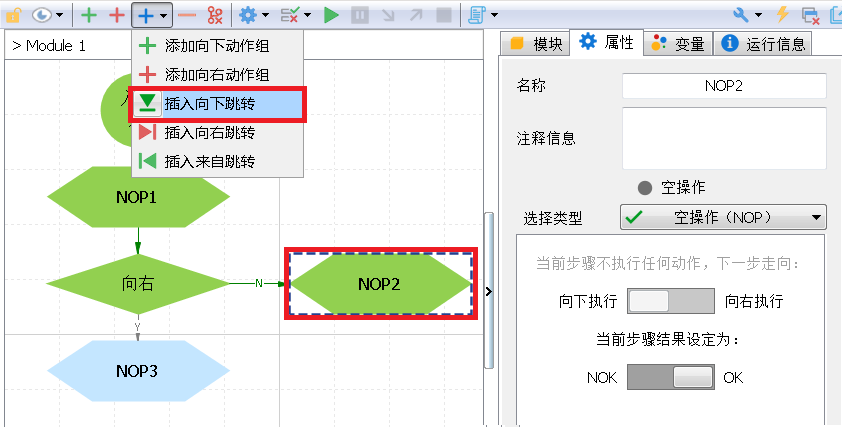 > Module 1
添加向下动作组
添加向右动作组
插入向下跳转
插入向右跳转
插入来自跳转
NOP1
向右
N
NOP2
Y
NOP3
模块
属性
变量
运行信息
名称
NOP2
注释信息
空操作
选择类型
空操作（NOP）
当前步骤不执行任何动作，下一步走向：
向下执行
向右执行
当前步骤结果设定为：
NOK
OK